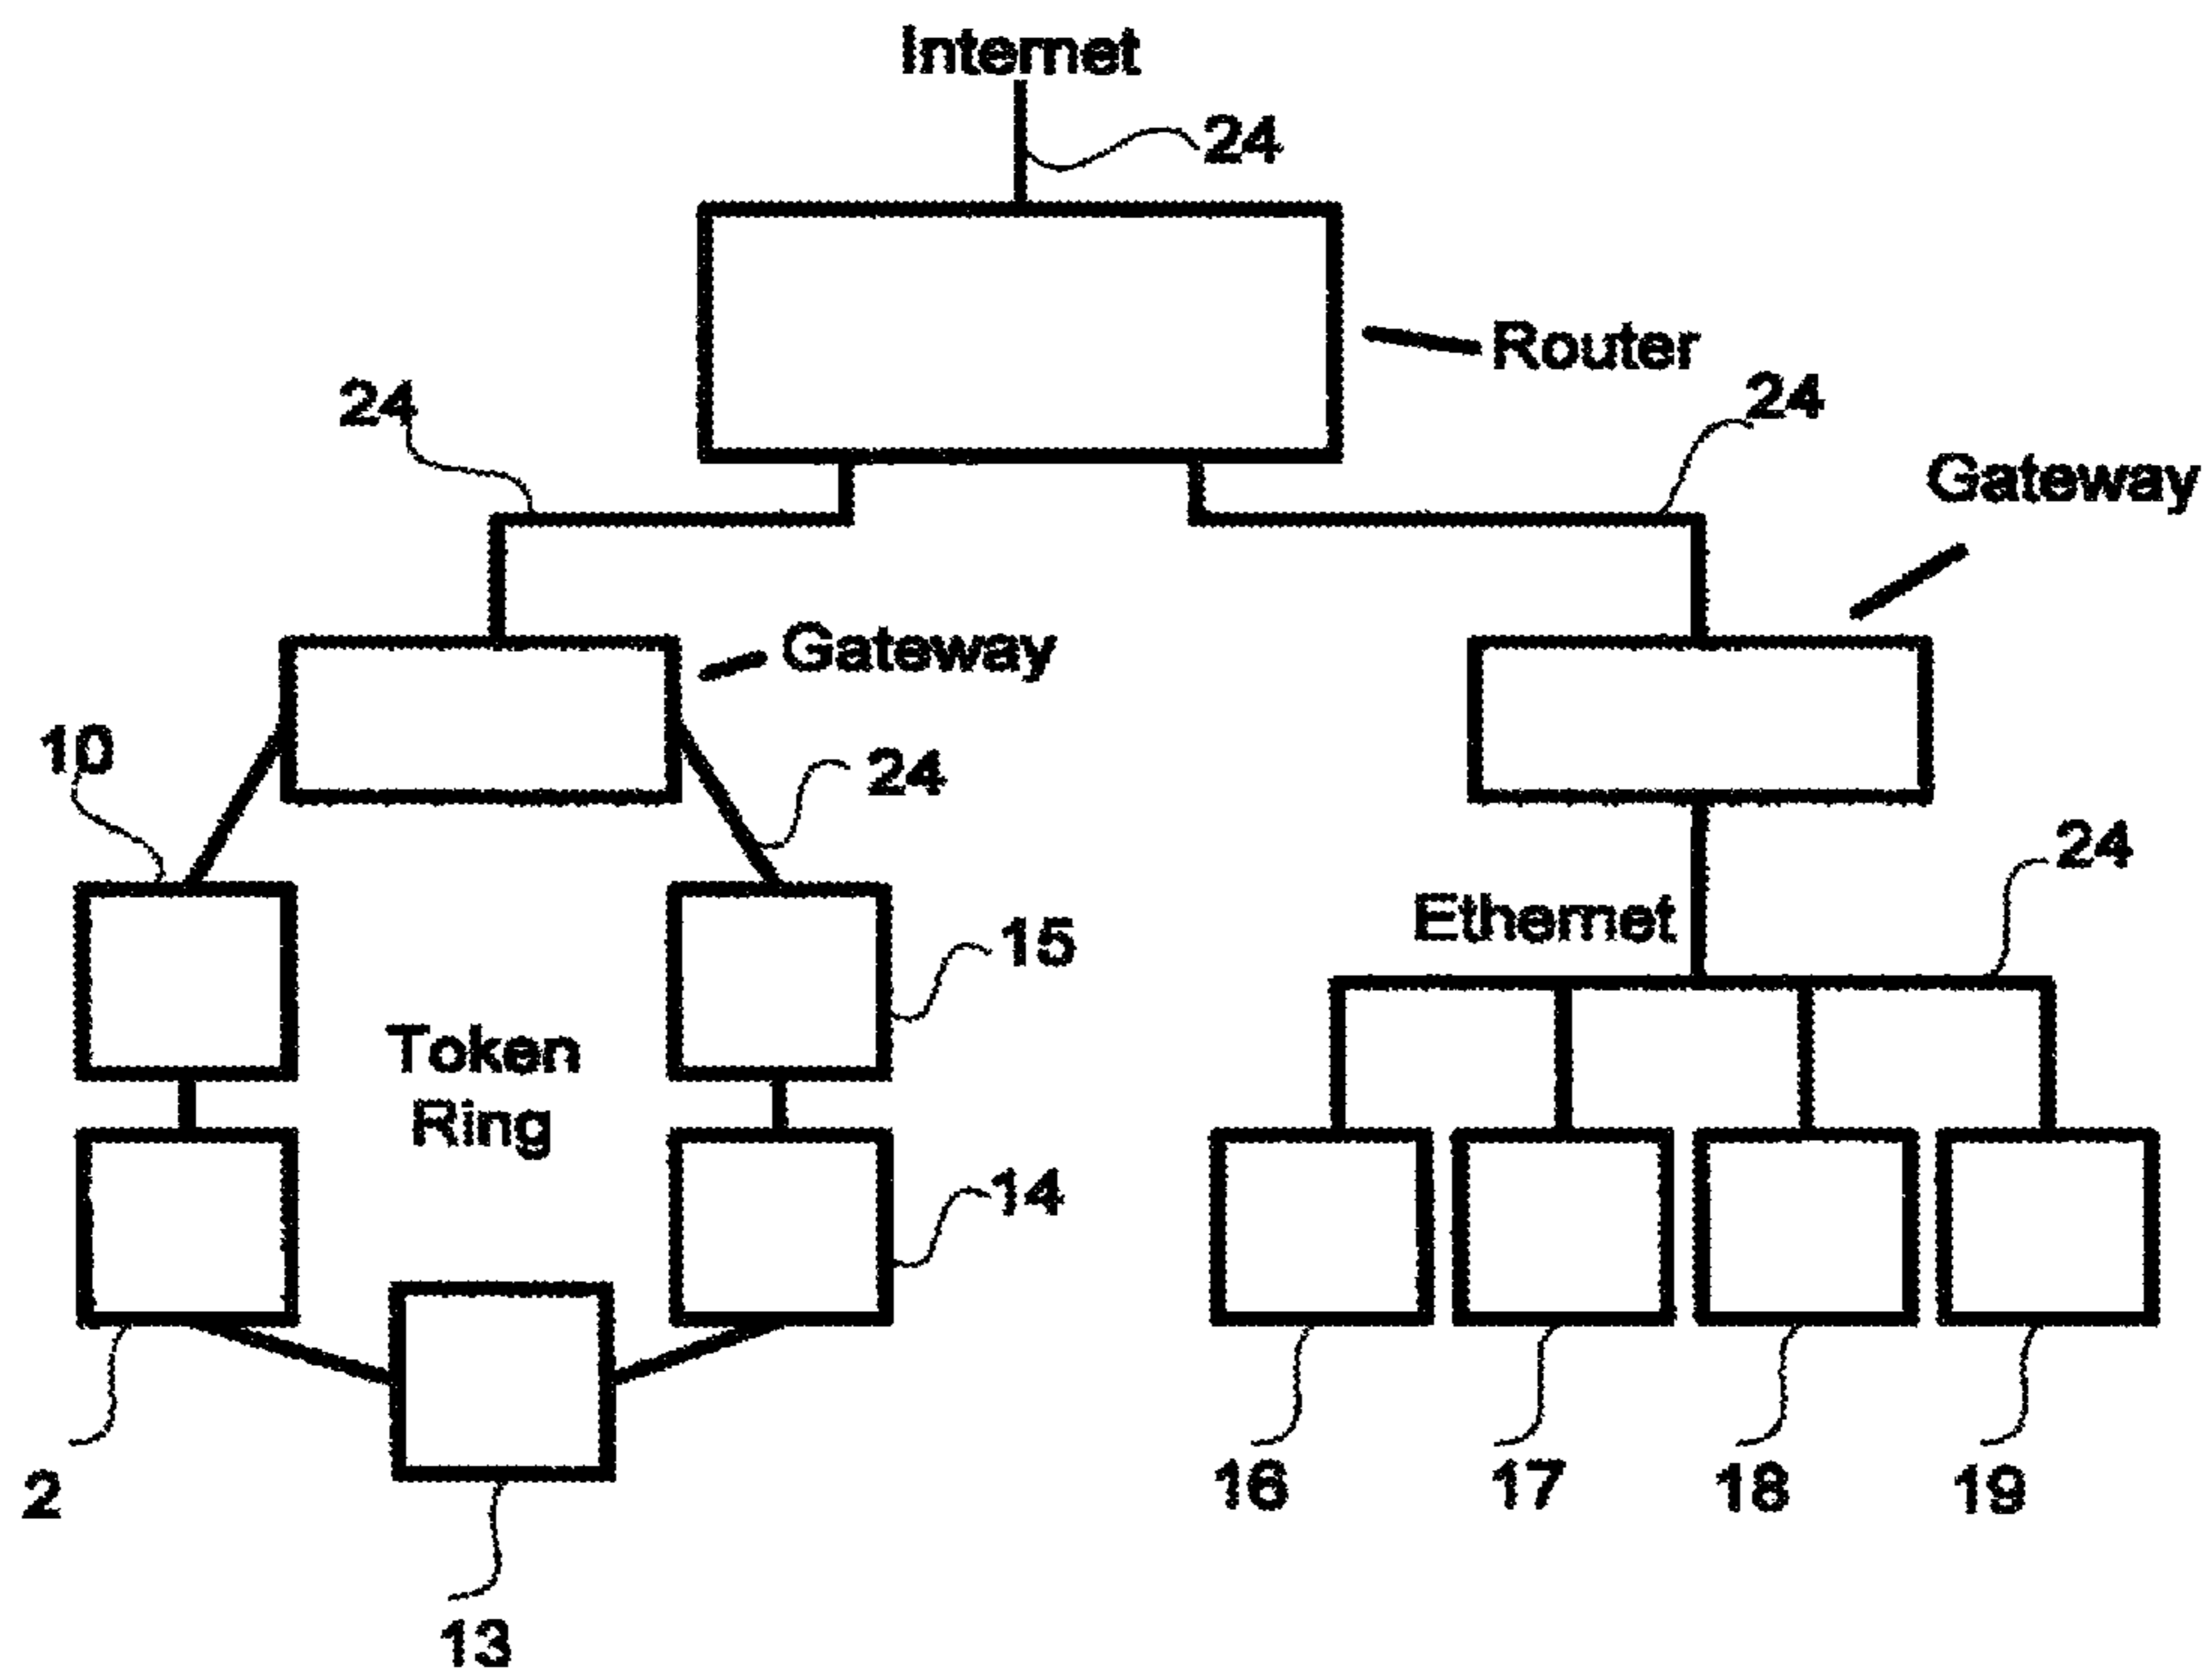 Internet
24
Router
24
24
Gateway
Gateway
10
24
24
Ethernet
15
Token
Ring
14
2
16
17
18
19
13